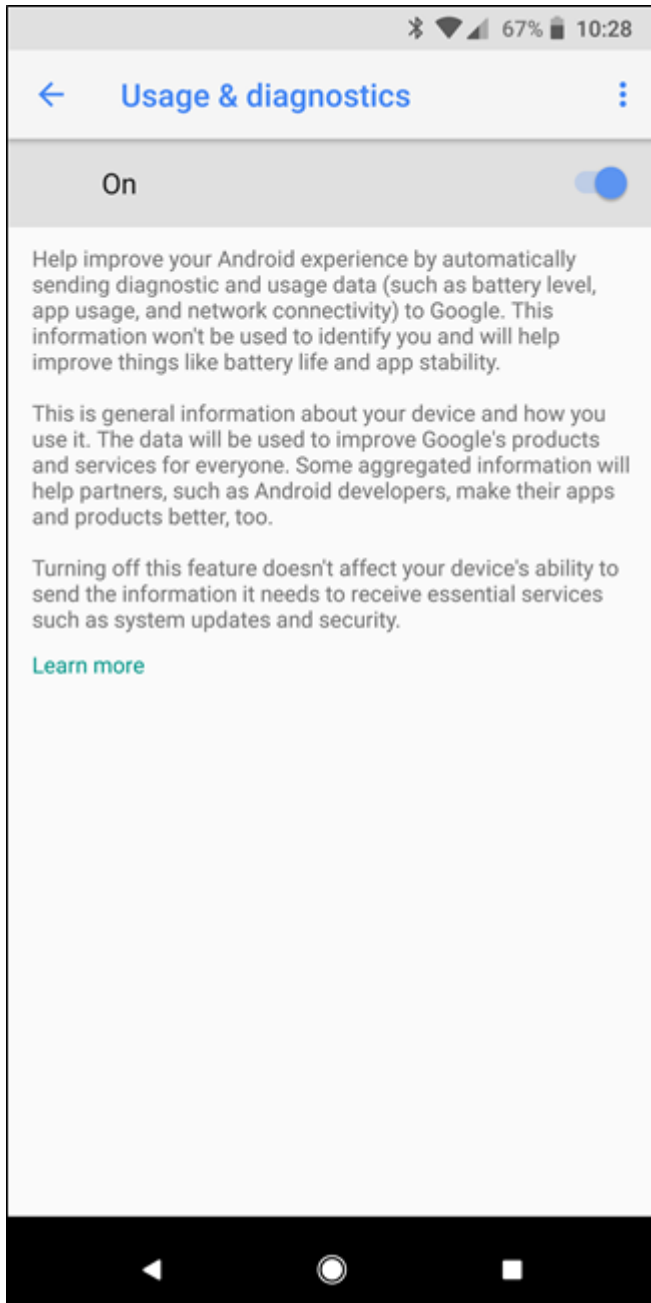 67% 10:28
Usage & diagnostics
On
Help improve your Android experience by automatically
sending diagnostic and usage data (such as battery level,
app usage, and network connectivity) to Google. This
information won't be used to identify you and will help
improve things like battery life and app stability.
This is general information about your device and how you
use it. The data will be used to improve Google's products
and services for everyone. Some aggregated information will
help partners, such as Android developers, make their apps
and products better, too.
Turning off this feature doesn't affect your device's ability to
send the information it needs to receive essential services
such as system updates and security.
Learn more